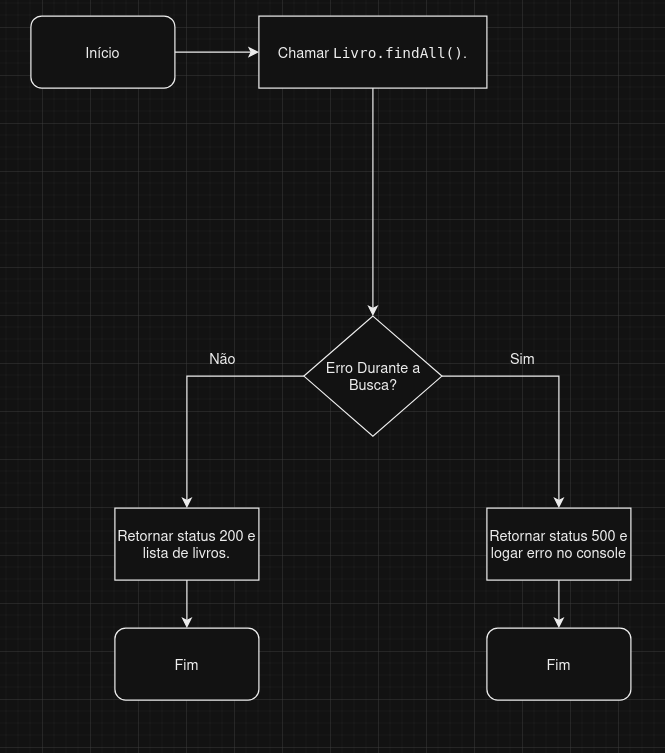 Início
Chamar Livro.findAll().
Não
Sim
Erro Durante a
Busca?
Retornar status 200 e
lista de livros.
Retornar status 500 e
logar erro no console
Fim
Fim